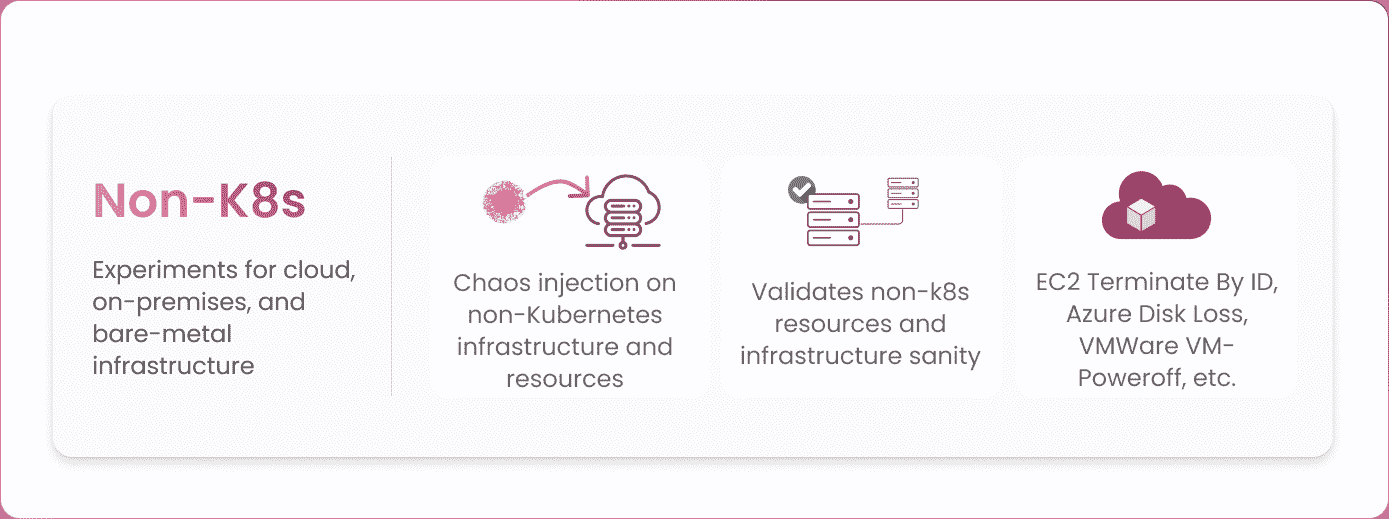 Non-K8s
Experiments for cloud,
on-premises, and
bare-metal
infrastructure
Chaos injection on
non-Kubernetes
infrastructure and
resources
Validates non-k8s
resources and
infrastructure sanity
EC2 Terminate By ID,
Azure Disk Loss,
VMWare VM-
Poweroff, etc.